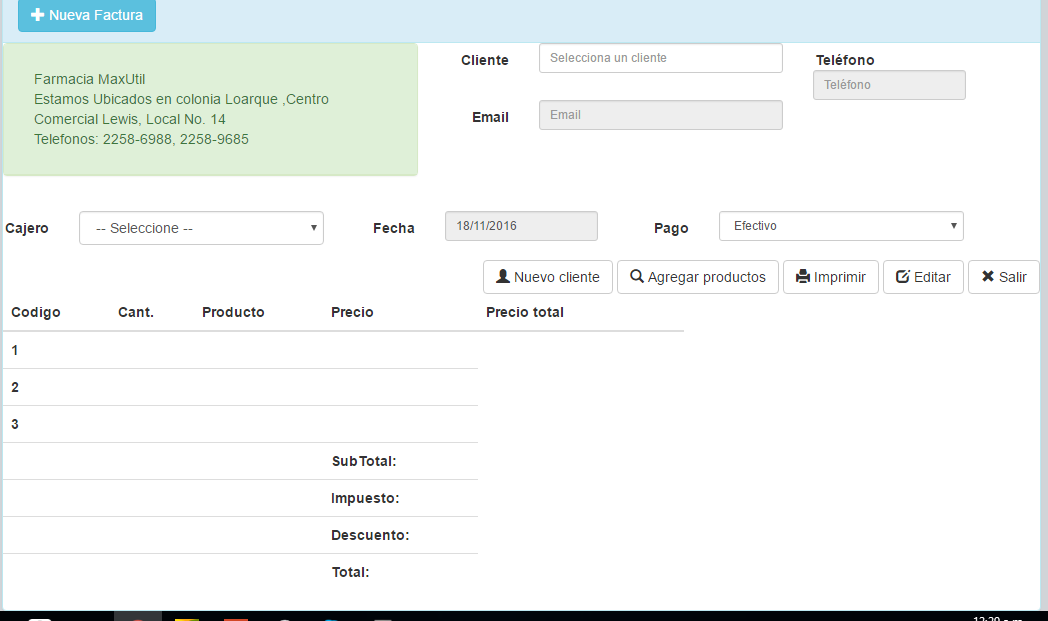 Nueva Factura
Farmacia MaxUtil
Estamos Ubicados en colonia Loarque ,Centro
Comercial Lewis, Local No. 14
Telefonos: 2258-6988, 2258-9685
Cliente Selecciona un cliente
Teléfono
Teléfono
Email Email
Cajero -- Seleccione -- Fecha 18/11/2016 Pago Efectivo
Nuevo cliente Agregar productos Imprimir Editar Salir
Codigo Cant. Producto Precio Precio total
1
2
3
SubTotal:
Impuesto:
Descuento:
Total: